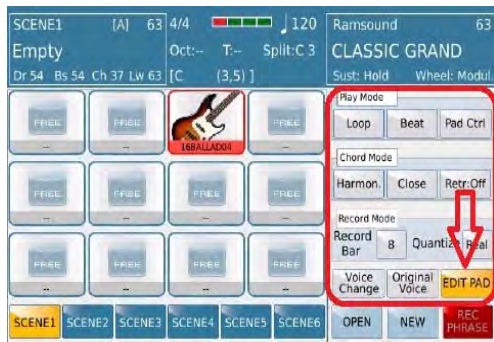 SCENE1 [A] 63 4/4 120 Ramsound 63
Empty Oct:-- T:-- Split:C 3 CLASSIC GRAND
Dr 54 Bs 54 Ch 37 Lw 63 [C (3,5) ] Sust: Hold Wheel: Modul
Play Mode
FREE FREE FREE
Loop Beat Pad Ctrl
-- -- 16BALLAD04 --
Chord Mode
FREE FREE FREE FREE
Harmon. Close Retr:Off
-- -- -- --
Record Mode
Record Bar 8 Quantiz Real
FREE FREE FREE FREE
-- -- -- --
Voice Change Original Voice EDIT PAD
SCENE1 SCENE2 SCENE3 SCENE4 SCENE5 SCENE6 OPEN NEW REC PHRASE